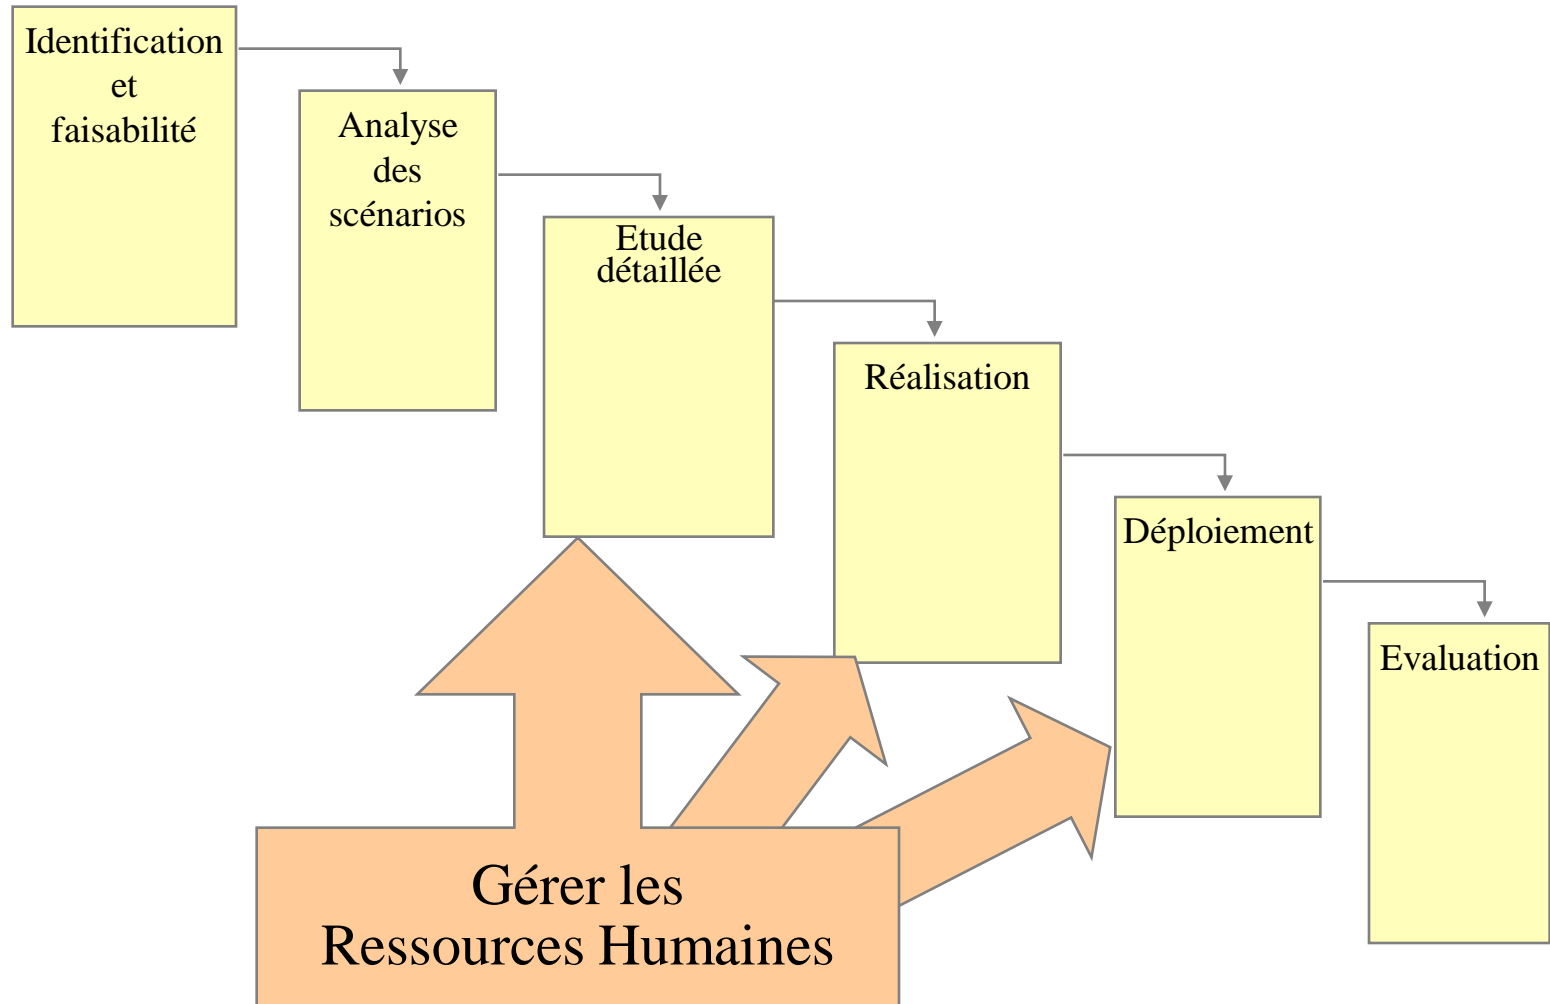 Identification
et
faisabilité
Analyse
des
scénarios
Etude
détaillée
Réalisation
Déploiement
Evaluation
Gérer les
Ressources Humaines